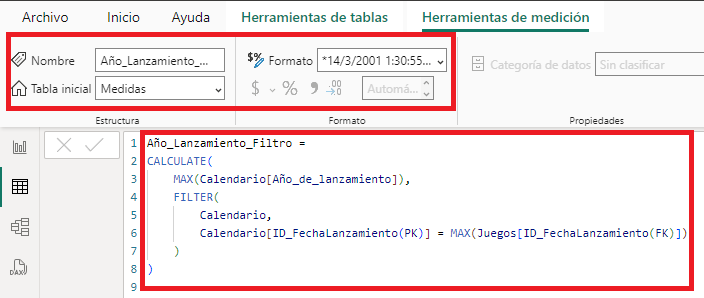 Archivo Inicio Ayuda Herramientas de tablas Herramientas de medición
Nombre Año_Lanzamiento_... Formato *14/3/2001 1:30:55... Categoría de datos Sin clasificar
Tabla inicial Medidas $ % Automá...
Estructura Formato Propiedades
1 Año_Lanzamiento_Filtro =
2 CALCULATE(
3 MAX(Calendario[Año_de_lanzamiento]),
4 FILTER(
5 Calendario,
6 Calendario[ID_FechaLanzamiento(PK)] = MAX(Juegos[ID_FechaLanzamiento(FK)])
7 )
8 )
9
DAX